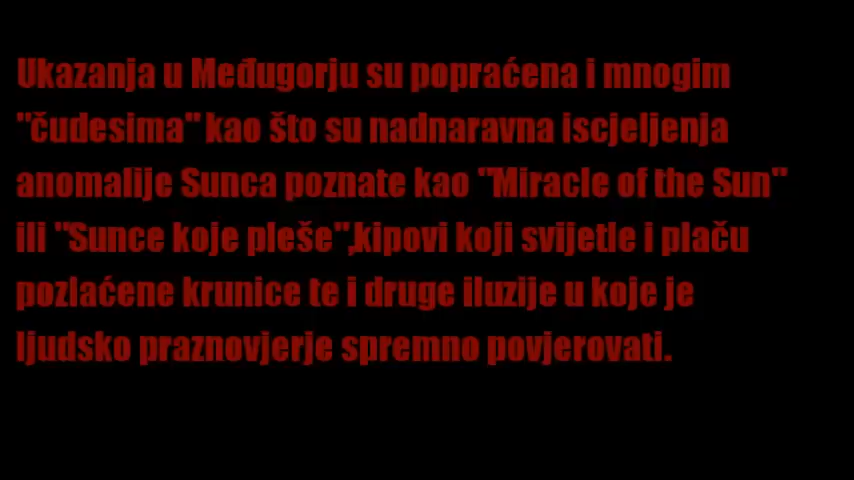 Ukazanja u Međugorju su popraćena i mnogim
"čudesima" kao što su nadnaravna iscjeljenja
anomalije Sunca poznate kao "Miracle of the Sun"
ili "Sunce koje pleše",kipovi koji svijetle i plaču
pozlaćene krunice te i druge iluzije u koje je
ljudsko praznovjerje spremno povjerovati.